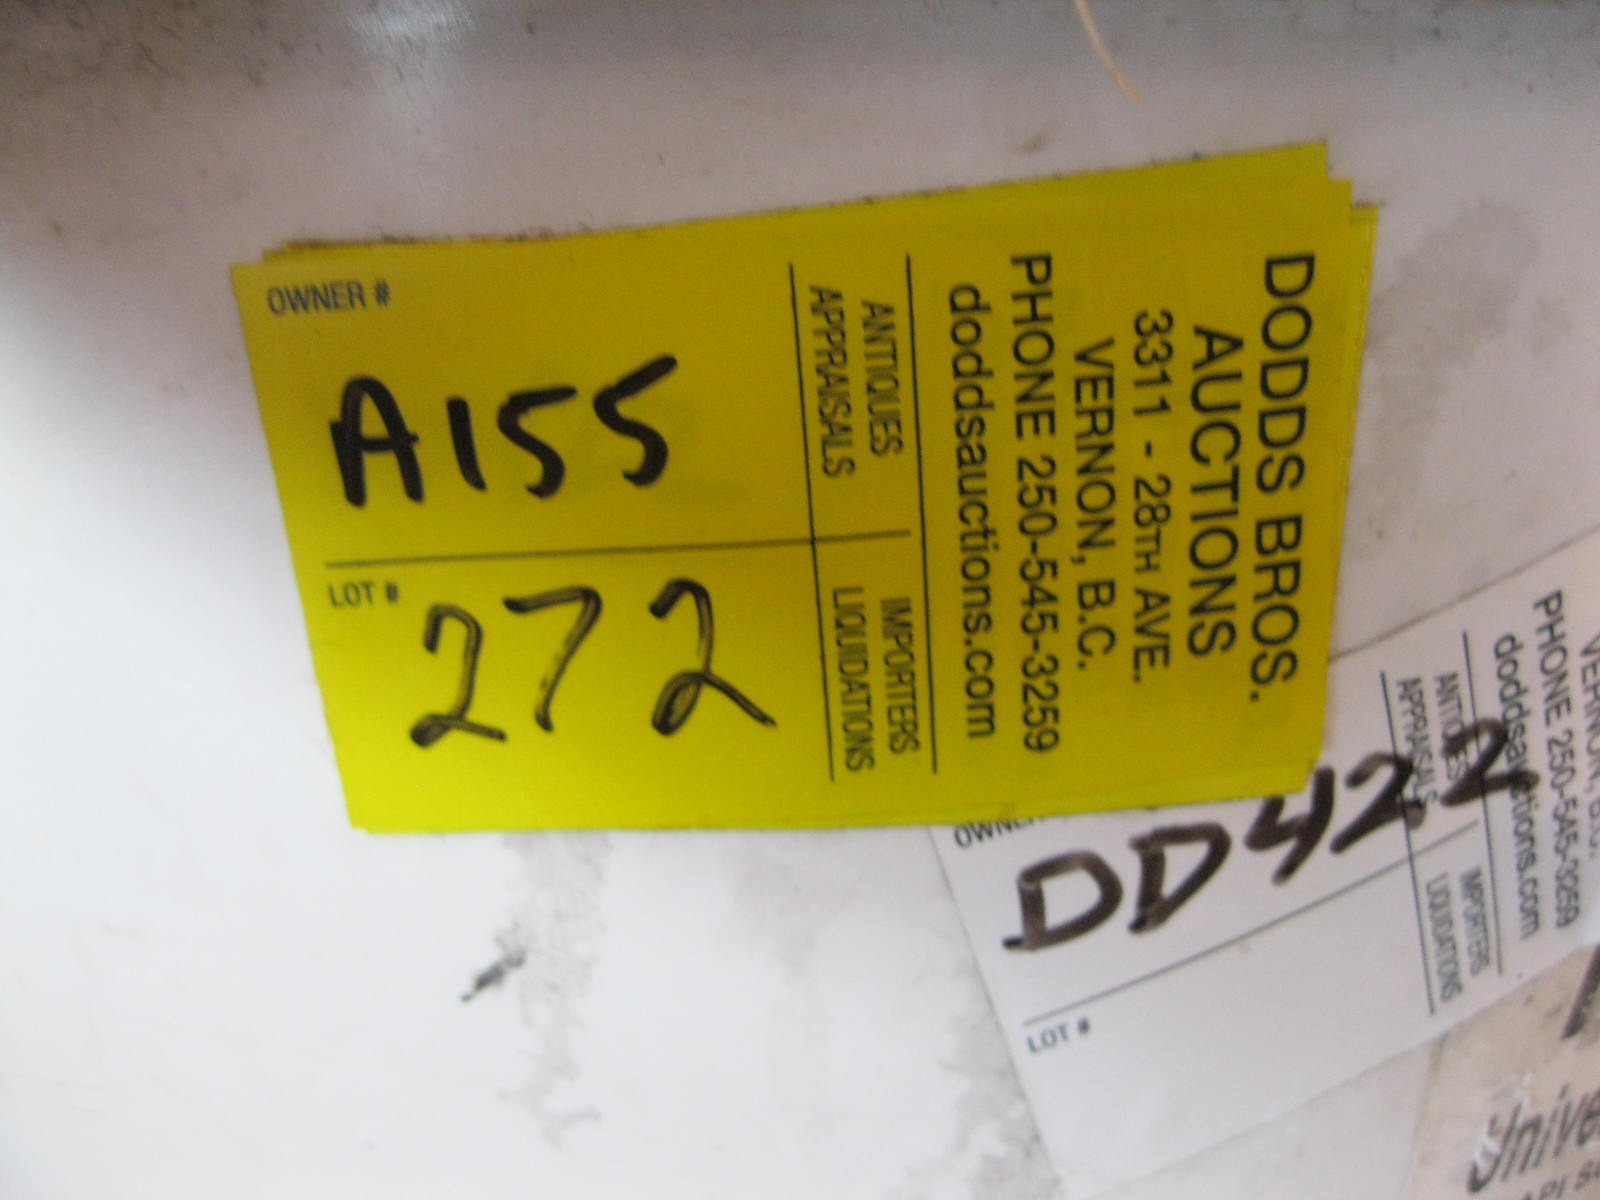 DODDS BROS.
AUCTIONS
3311 - 28TH AVE.
VERNON, B.C.
PHONE 250-545-3259
doddsauctions.com
ANTIQUES IMPORTERS
APPRAISALS LIQUIDATIONS
OWNER #
A155
LOT #
272
VERNON, B.C.
PHONE 250-545-3259
doddsauctions.com
ANTIQUES IMPORTERS
APPRAISALS LIQUIDATIONS
DD422
LOT #